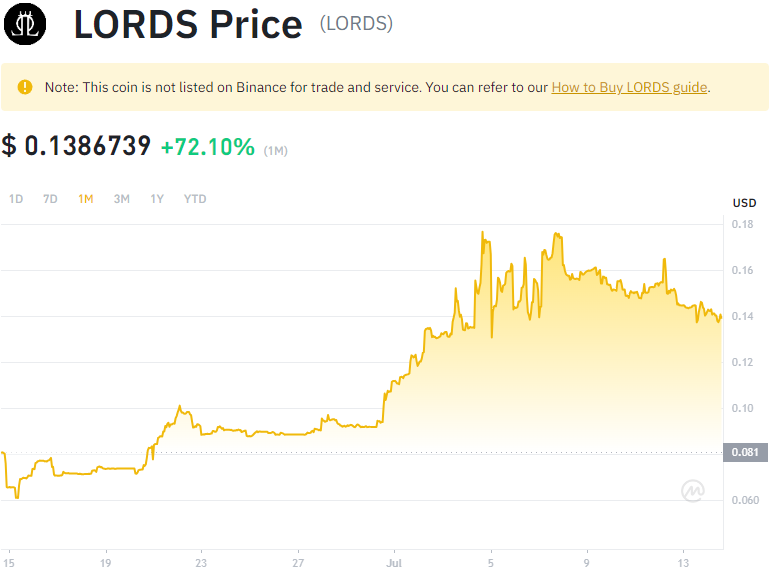 LORDS Price (LORDS)
Note: This coin is not listed on Binance for trade and service. You can refer to our How to Buy LORDS guide.
$ 0.1386739 +72.10% (1M)
1D 7D 1M 3M 1Y YTD
USD
0.18
0.16
0.14
0.12
0.10
0.081
0.060
15 19 23 27 Jul 5 9 13